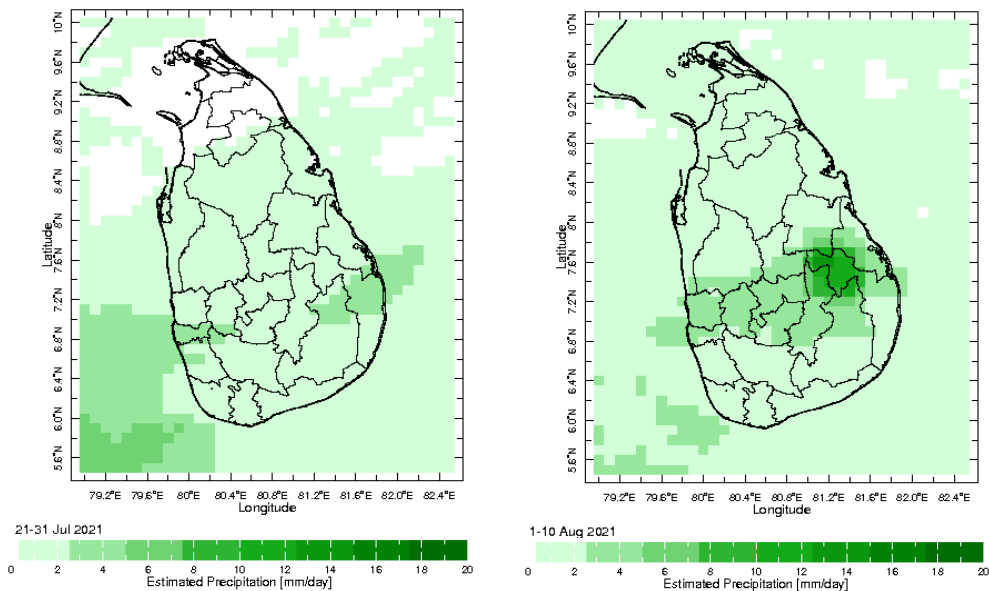 10°N
9.6°N
9.2°N
8.8°N
8.4°N
8°N
7.6°N
7.2°N
6.8°N
6.4°N
6.0°N
5.6°N
Latitude
79.2°E 79.6°E 80°E 80.4°E 80.8°E 81.2°E 81.6°E 82.0°E 82.4°E
Longitude
21-31 Jul 2021
0 2 4 6 8 10 12 14 16 18 20
Estimated Precipitation [mm/day]
10°N
9.6°N
9.2°N
8.8°N
8.4°N
8°N
7.6°N
7.2°N
6.8°N
6.4°N
6.0°N
5.6°N
Latitude
79.2°E 79.6°E 80°E 80.4°E 80.8°E 81.2°E 81.6°E 82.0°E 82.4°E
Longitude
1-10 Aug 2021
0 2 4 6 8 10 12 14 16 18 20
Estimated Precipitation [mm/day]